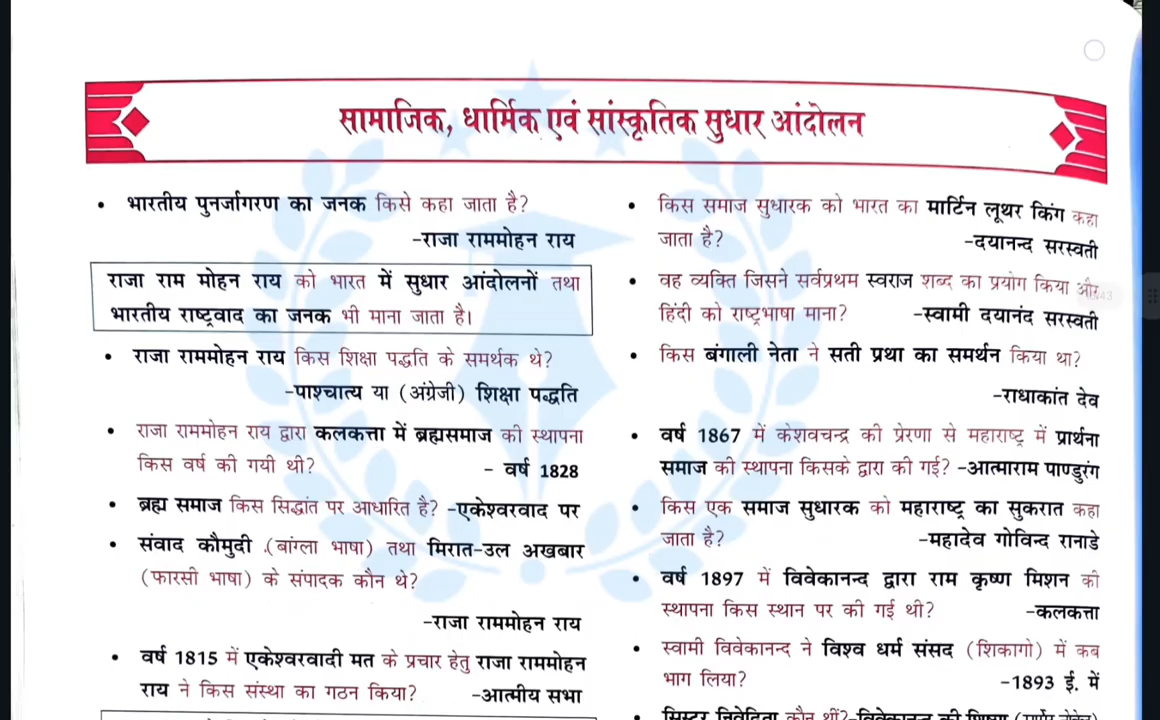 सामाजिक, धार्मिक एवं सांस्कृतिक सुधार आंदोलन
• भारतीय पुनर्जागरण का जनक किसे कहा जाता है?
-राजा राममोहन राय
राजा राम मोहन राय को भारत में सुधार आंदोलनों तथा
भारतीय राष्ट्रवाद का जनक भी माना जाता है।
• राजा राममोहन राय किस शिक्षा पद्धति के समर्थक थे?
-पाश्चात्य या (अंग्रेजी) शिक्षा पद्धति
• राजा राममोहन राय द्वारा कलकत्ता में ब्रह्मसमाज की स्थापना
किस वर्ष की गयी थी?
- वर्ष 1828
• ब्रह्म समाज किस सिद्धांत पर आधारित है? -एकेश्वरवाद पर
• संवाद कौमुदी (बांग्ला भाषा) तथा मिरात-उल अखबार
(फारसी भाषा) के संपादक कौन थे?
-राजा राममोहन राय
• वर्ष 1815 में एकेश्वरवादी मत के प्रचार हेतु राजा राममोहन
राय ने किस संस्था का गठन किया? -आत्मीय सभा
• किस समाज सुधारक को भारत का मार्टिन लूथर किंग कहा
जाता है? -दयानन्द सरस्वती
• वह व्यक्ति जिसने सर्वप्रथम स्वराज शब्द का प्रयोग किया और
हिंदी को राष्ट्रभाषा माना? -स्वामी दयानंद सरस्वती
• किस बंगाली नेता ने सती प्रथा का समर्थन किया था?
-राधाकांत देव
• वर्ष 1867 में केशवचन्द्र की प्रेरणा से महाराष्ट्र में प्रार्थना
समाज की स्थापना किसके द्वारा की गई? -आत्माराम पाण्डुरंग
• किस एक समाज सुधारक को महाराष्ट्र का सुकरात कहा
जाता है? -महादेव गोविन्द रानाडे
• वर्ष 1897 में विवेकानन्द द्वारा राम कृष्ण मिशन की
स्थापना किस स्थान पर की गई थी? -कलकत्ता
• स्वामी विवेकानन्द ने विश्व धर्म संसद (शिकागो) में कब
भाग लिया? -1893 ई. में
• सिस्टर निवेदिता कौन थीं?-विवेकानन्द की शिष्या